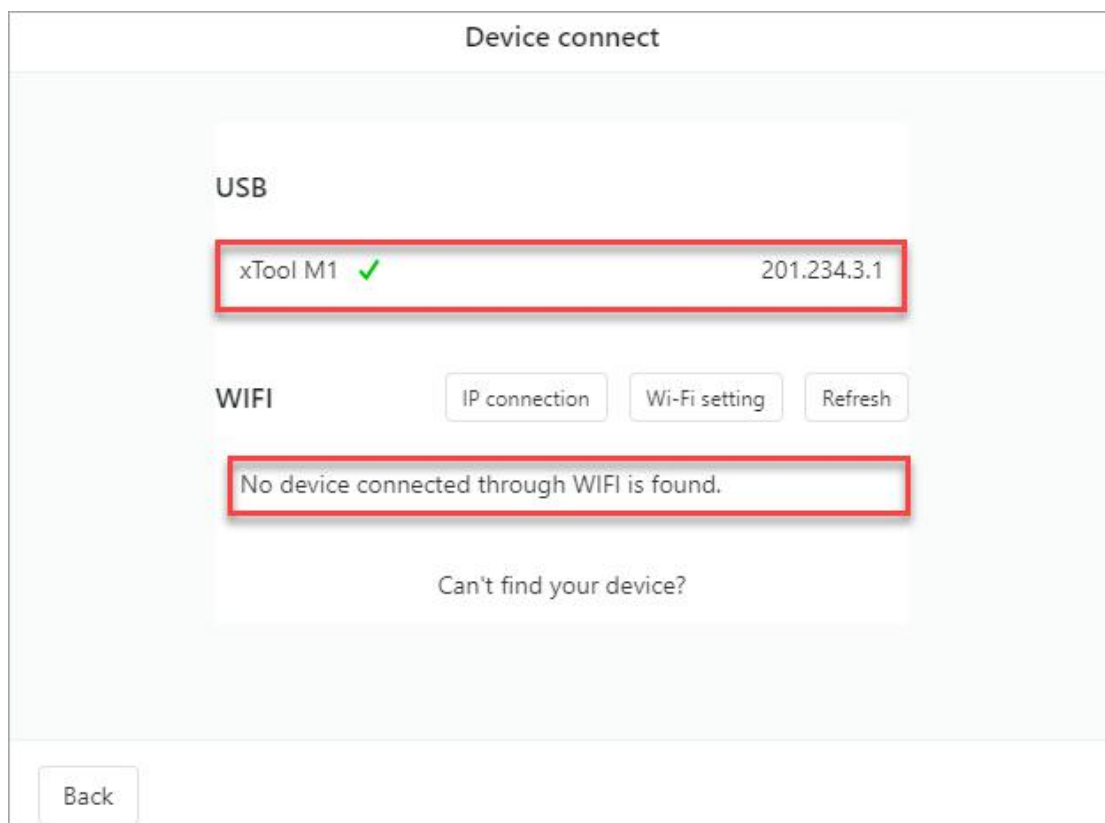 Device connect
USB
xTool M1 201.234.3.1
WIFI IP connection Wi-Fi setting Refresh
No device connected through WIFI is found.
Can't find your device?
Back